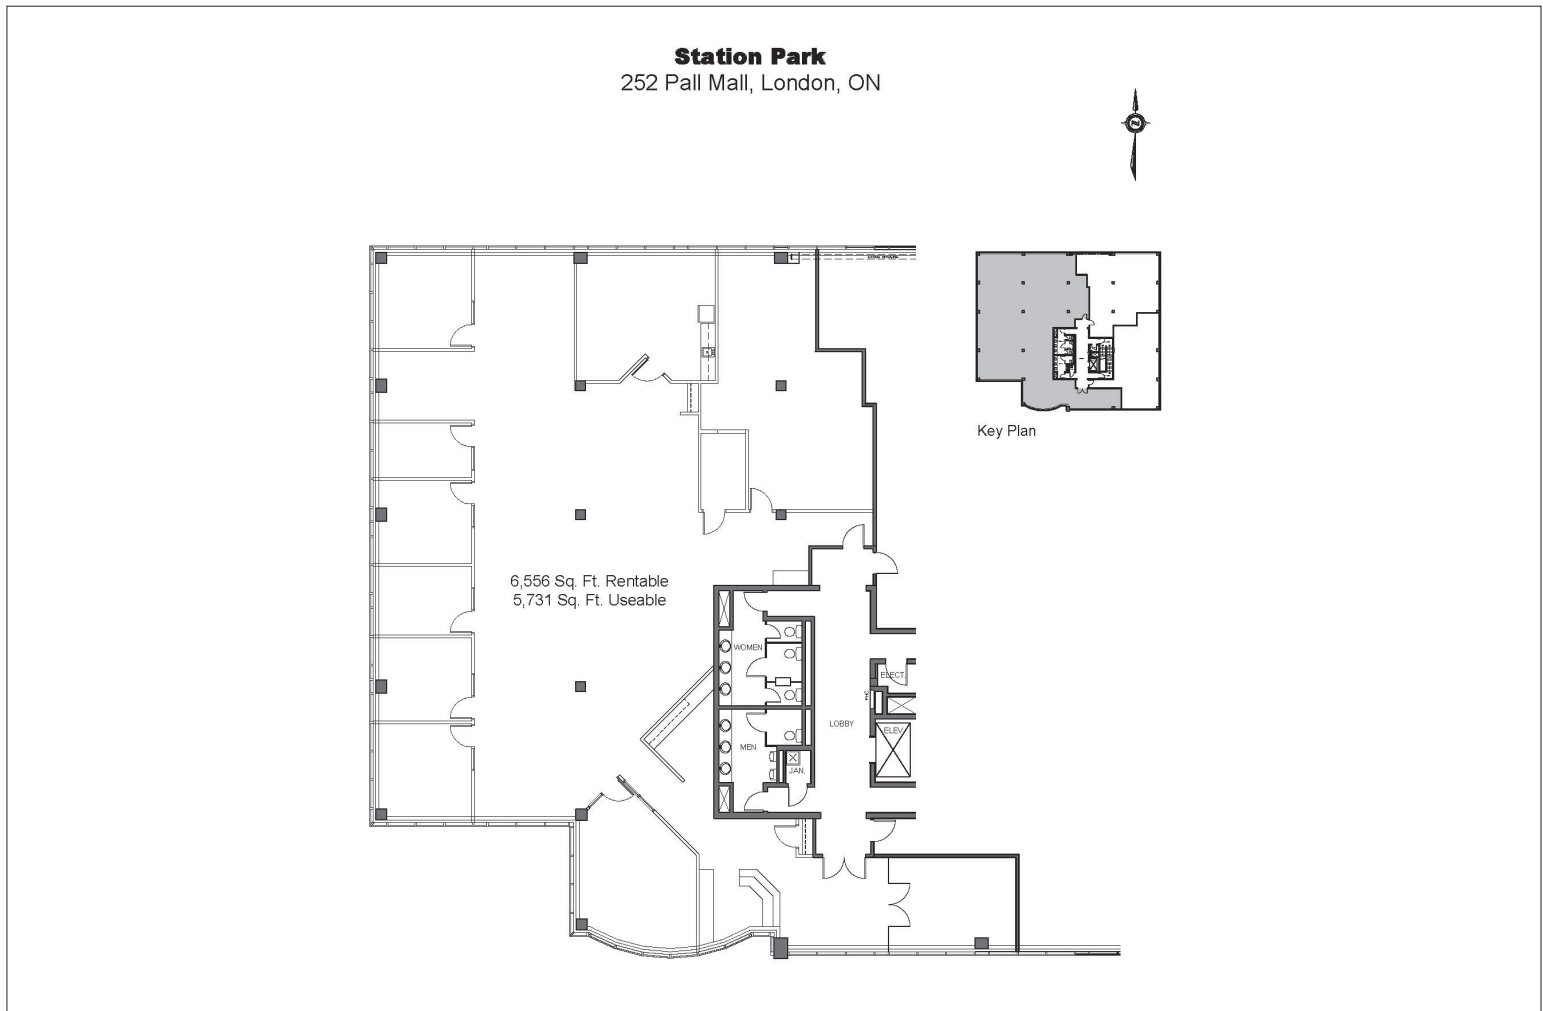 Station Park
252 Pall Mall, London, ON
Key Plan
6,556 Sq. Ft. Rentable
5,731 Sq. Ft. Useable
WOMEN
ELECT.
LOBBY
ELEV
MEN
JAN.